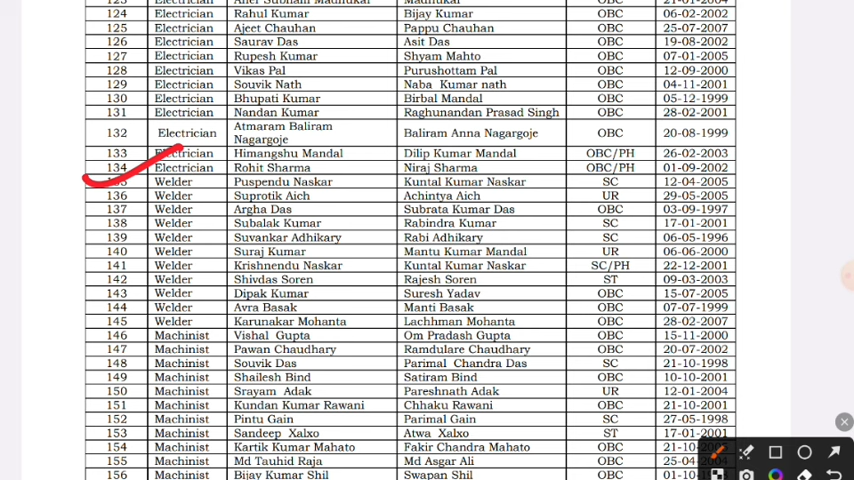 124 Electrician Rahul Kumar Bijay Kumar OBC 06-02-2002
125 Electrician Ajeet Chauhan Pappu Chauhan OBC 25-07-2007
126 Electrician Saurav Das Asit Das OBC 19-08-2002
127 Electrician Rupesh Kumar Shyam Mahto OBC 07-01-2005
128 Electrician Vikas Pal Purushottam Pal OBC 12-09-2000
129 Electrician Souvik Nath Naba Kumar nath OBC 04-11-2001
130 Electrician Bhupati Kumar Birbal Mandal OBC 05-12-1999
131 Electrician Nandan Kumar Raghunandan Prasad Singh OBC 28-02-2001
132 Electrician Atmaram Baliram Nagargoje Baliram Anna Nagargoje OBC 20-08-1999
133 Electrician Himangshu Mandal Dilip Kumar Mandal OBC/PH 26-02-2003
134 Electrician Rohit Sharma Niraj Sharma OBC/PH 01-09-2002
Welder Puspendu Naskar Kuntal Kumar Naskar SC 12-04-2005
136 Welder Suprotik Aich Achintya Aich UR 29-05-2005
137 Welder Argha Das Subrata Kumar Das OBC 03-09-1997
138 Welder Subalak Kumar Rabindra Kumar SC 17-01-2001
139 Welder Suvankar Adhikary Rabi Adhikary SC 06-05-1996
140 Welder Suraj Kumar Mantu Kumar Mandal UR 06-06-2000
141 Welder Krishnendu Naskar Kuntal Kumar Naskar SC/PH 22-12-2001
142 Welder Shivdas Soren Rajesh Soren ST 09-03-2003
143 Welder Dipak Kumar Suresh Yadav OBC 15-07-2005
144 Welder Avra Basak Manti Basak OBC 07-07-1999
145 Welder Karunakar Mohanta Lachhman Mohanta OBC 28-02-2007
146 Machinist Vishal Gupta Om Pradash Gupta OBC 15-11-2000
147 Machinist Pawan Chaudhary Ramdulare Chaudhary OBC 20-07-2002
148 Machinist Souvik Das Parimal Chandra Das SC 21-10-1998
149 Machinist Shailesh Bind Satiram Bind OBC 10-10-2001
150 Machinist Srayam Adak Pareshnath Adak UR 12-01-2004
151 Machinist Kundan Kumar Rawani Chhaku Rawani OBC 21-10-2001
152 Machinist Pintu Gain Parimal Gain SC 27-05-1998
153 Machinist Sandeep Xalxo Atwa Xalxo ST 17-01-2001
154 Machinist Kartik Kumar Mahato Fakir Chandra Mahato OBC
155 Machinist Md Tauhid Raja Md Asgar Ali OBC
156 Machinist Bijay Kumar Shil Swapan Shil OBC